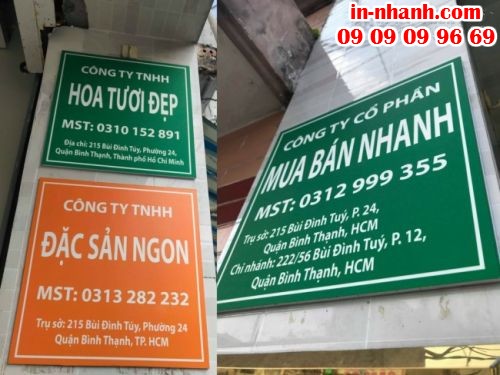 in-nhanh.com
09 09 09 96 69
CÔNG TY TNHH
HOA TƯƠI ĐẸP
MST: 0310 152 891
Địa chỉ: 215 Bùi Đình Túy, Phường 24,
Quận Bình Thạnh, Thành phố Hồ Chí Minh
CÔNG TY TNHH
ĐẶC SẢN NGON
MST: 0313 282 232
Trụ sở: 215 Bùi Đình Túy, Phường 24
Quận Bình Thạnh, TP. HCM
CÔNG TY CỔ PHẦN
MUA BÁN NHANH
MST: 0312 999 355
Trụ sở: 215 Bùi Đình Tuý, P. 24,
Quận Bình Thạnh, HCM
Chi nhánh: 222/56 Bùi Đình Tuý, P. 12,
Quận Bình Thạnh, HCM